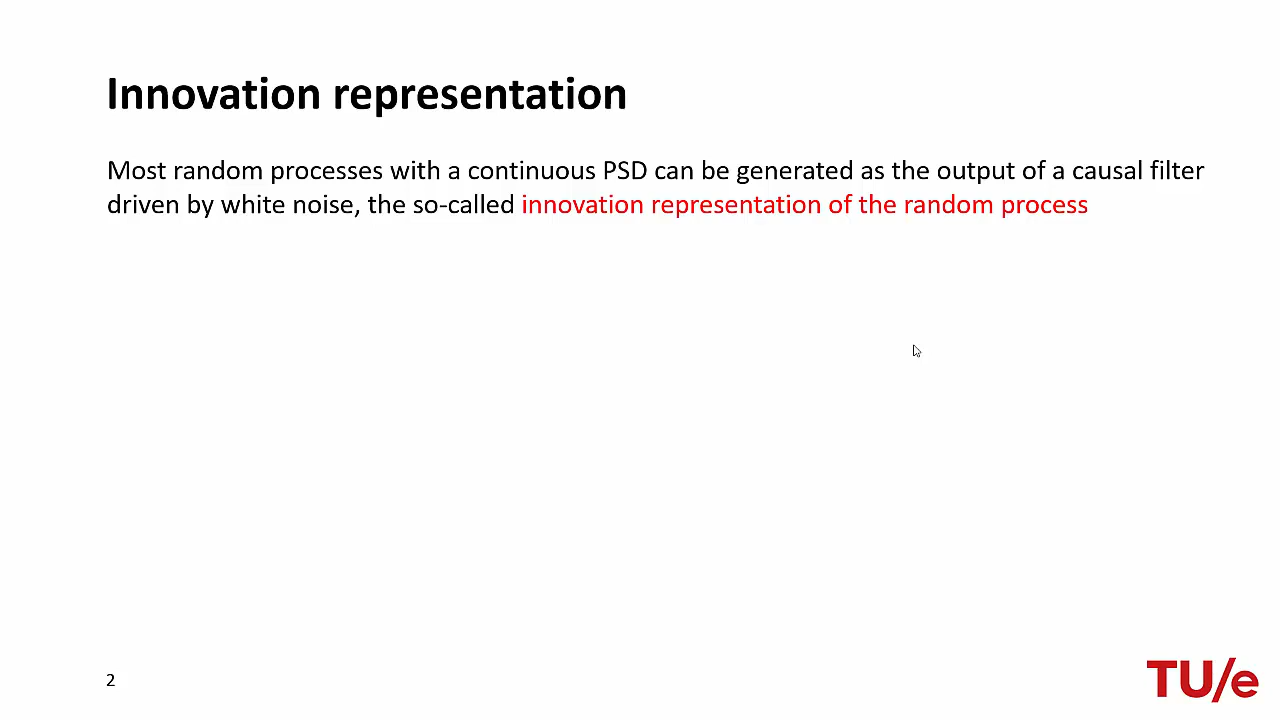 Innovation representation
Most random processes with a continuous PSD can be generated as the output of a causal filter
driven by white noise, the so-called innovation representation of the random process
2
TU/e